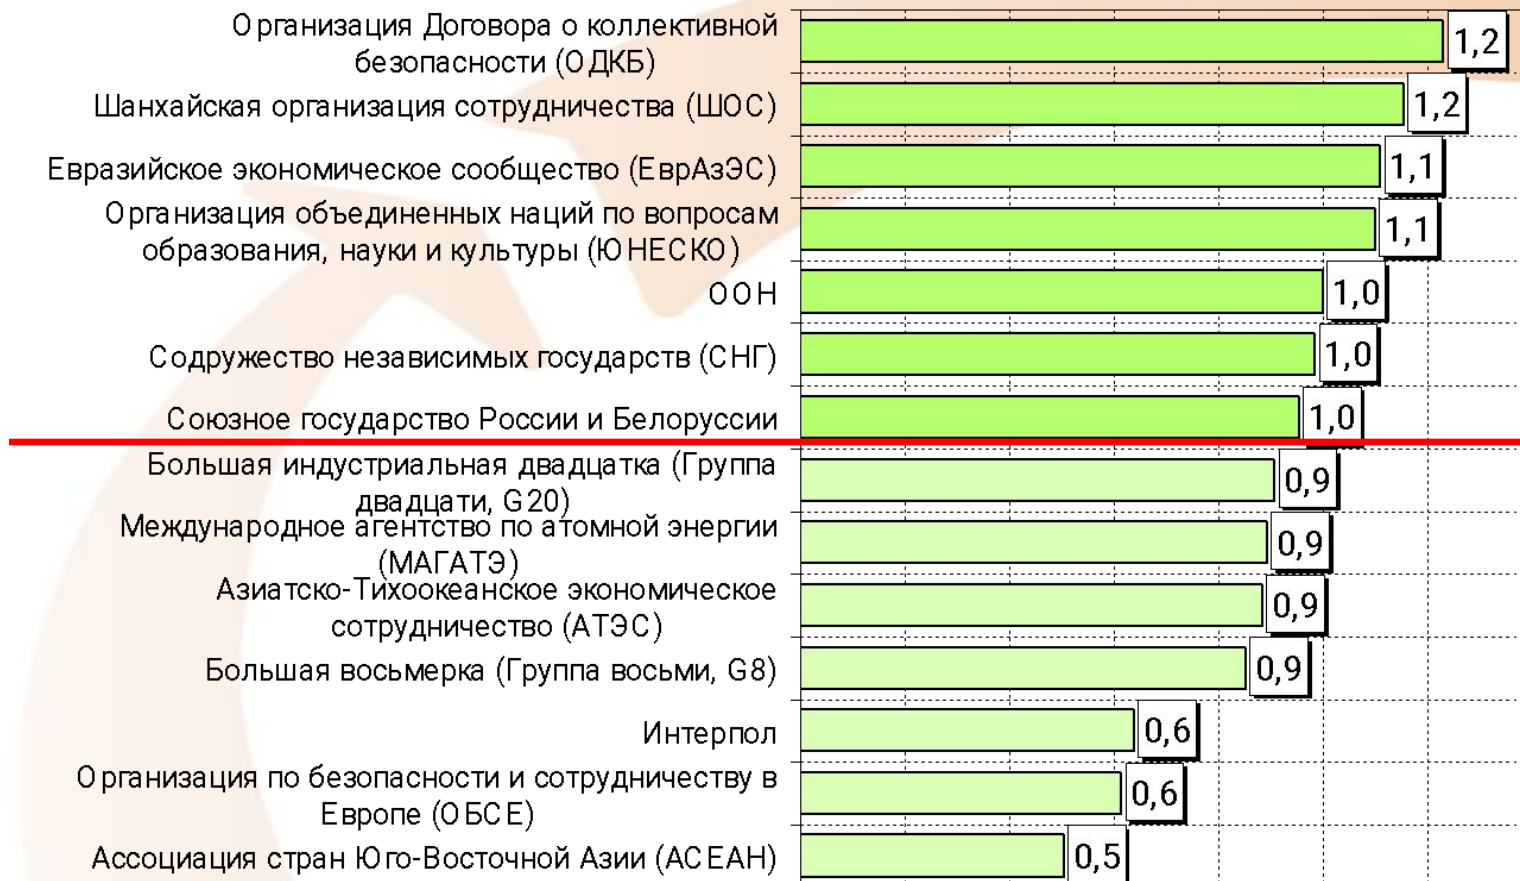 Организация Договора о коллективной
безопасности (ОДКБ)
1,2
Шанхайская организация сотрудничества (ШОС)
1,2
Евразийское экономическое сообщество (ЕврАзЭС)
1,1
Организация объединенных наций по вопросам
образования, науки и культуры (ЮНЕСКО)
1,1
ООН
1,0
Содружество независимых государств (СНГ)
1,0
Союзное государство России и Белоруссии
1,0
Большая индустриальная двадцатка (Группа
двадцати, G20)
0,9
Международное агентство по атомной энергии
(МАГАТЭ)
0,9
Азиатско-Тихоокеанское экономическое
сотрудничество (АТЭС)
0,9
Большая восьмерка (Группа восьми, G8)
0,9
Интерпол
0,6
Организация по безопасности и сотрудничеству в
Европе (ОБСЕ)
0,6
Ассоциация стран Юго-Восточной Азии (АСЕАН)
0,5